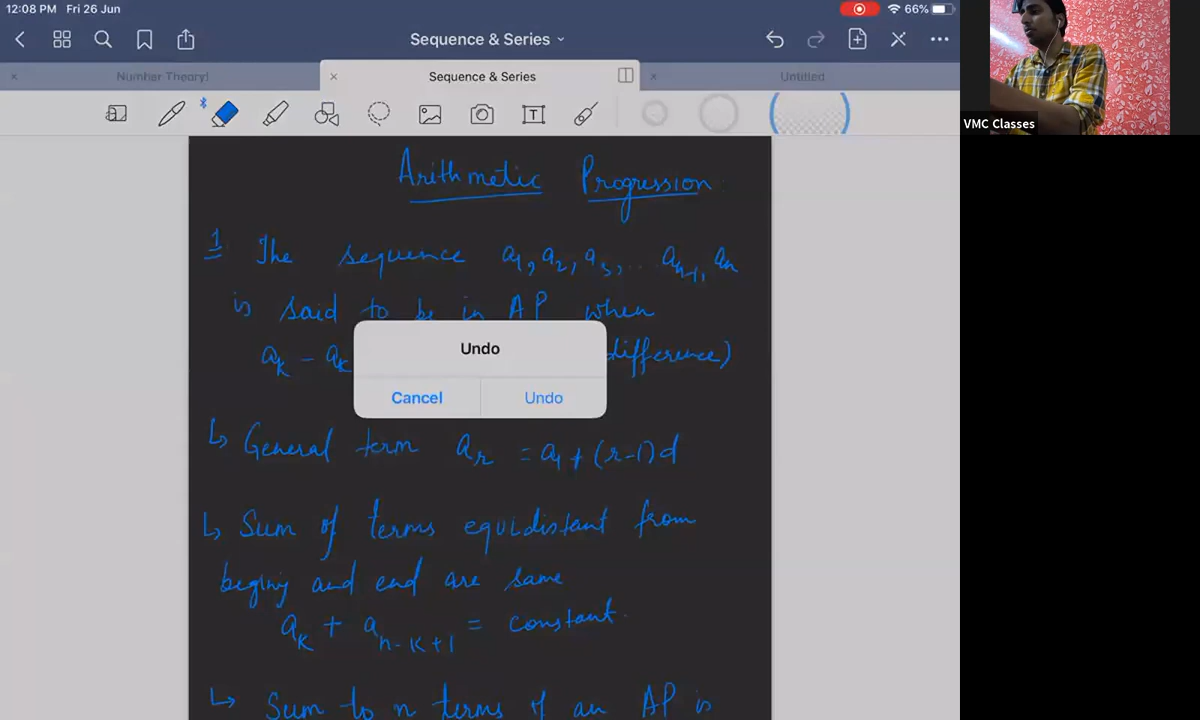 12:08 PM Fri 26 Jun
66%
Sequence & Series
Number Theory!
Sequence & Series
Untitled
VMC Classes
Arithmetic Progression
1 The sequence a1, a2, a3, ... an-1, an
is said to be in AP when
aK - aK difference)
Undo
Cancel Undo
↳ General term ar = a1 + (r-1)d
↳ Sum of terms equidistant from
begining and end are same
aK + an-K+1 = constant.
↳ Sum to n terms of an AP is